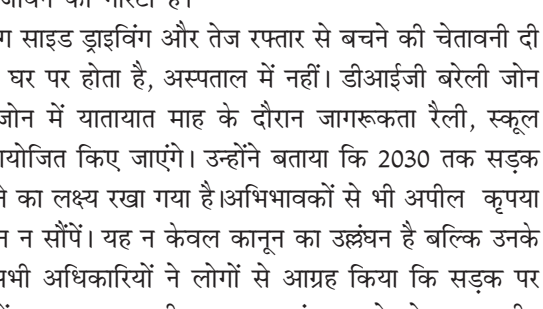 जीवन की गारंटी है।
ग साइड ड्राइविंग और तेज रफ्तार से बचने की चेतावनी दी
घर पर होता है, अस्पताल में नहीं। डीआईजी बरेली जोन
जोन में यातायात माह के दौरान जागरूकता रैली, स्कूल
योजित किए जाएंगे। उन्होंने बताया कि 2030 तक सड़क
ने का लक्ष्य रखा गया है।अभिभावकों से भी अपील कृपया
न न सौंपें। यह न केवल कानून का उल्लंघन है बल्कि उनके
सभी अधिकारियों ने लोगों से आग्रह किया कि सड़क पर